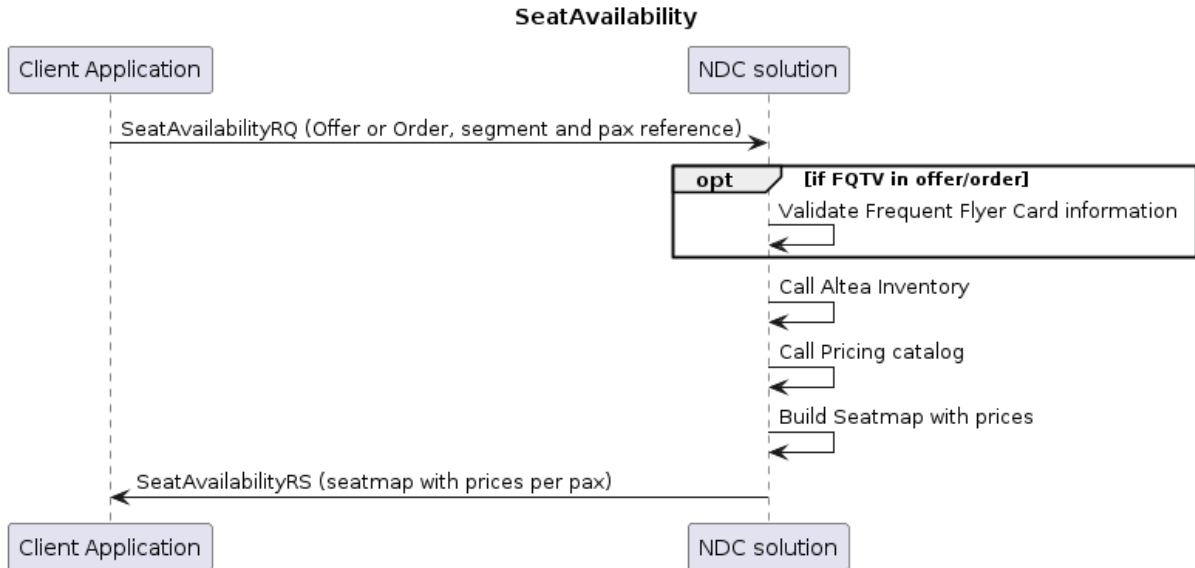 SeatAvailability
Client Application
NDC solution
SeatAvailabilityRQ (Offer or Order, segment and pax reference)
opt
[if FQTV in offer/order]
Validate Frequent Flyer Card information
Call Altea Inventory
Call Pricing catalog
Build Seatmap with prices
SeatAvailabilityRS (seatmap with prices per pax)
Client Application
NDC solution